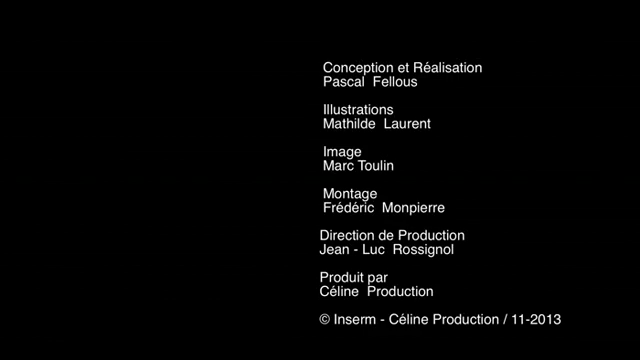 Conception et Réalisation
Pascal  Fellous
Illustrations
Mathilde  Laurent
Image
Marc Toulin
Montage
Frédéric  Monpierre
Direction de Production
Jean - Luc  Rossignol
Produit par
Céline  Production
© Inserm - Céline Production / 11-2013